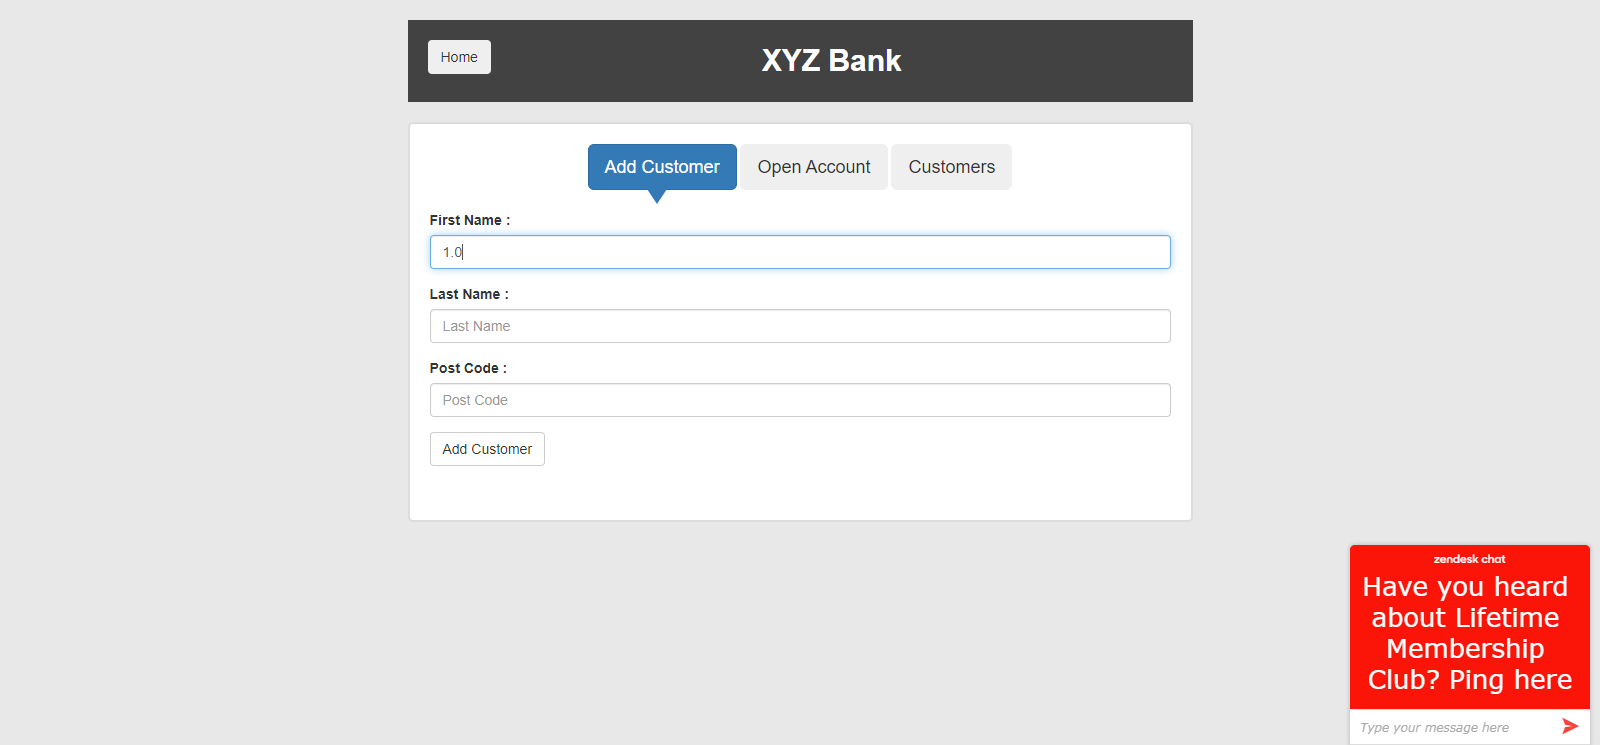 Home
XYZ Bank
Add Customer
Open Account
Customers
First Name :
1.0
Last Name :
Last Name
Post Code :
Post Code
Add Customer
zendesk chat
Have you heard
about Lifetime
Membership
Club? Ping here
Type your message here